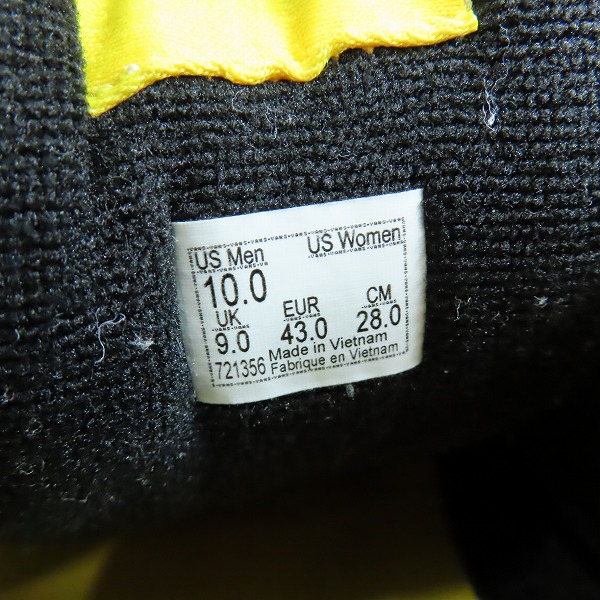 US Men US Women
10.0
UK EUR CM
9.0 43.0 28.0
Made in Vietnam
721356 Fabrique en Vietnam